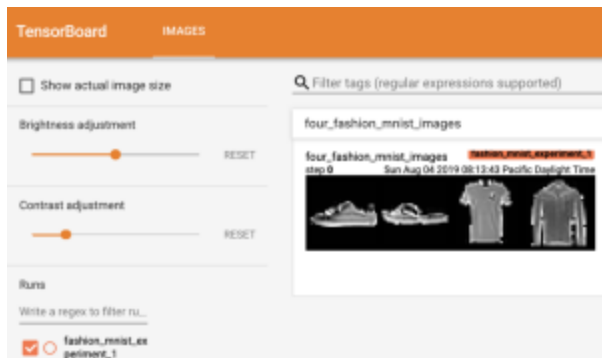 TensorBoard IMAGES
Show actual image size
Filter tags (regular expressions supported)
Brightness adjustment
RESET
Contrast adjustment
RESET
Runs
Write a regex to filter ru...
fashion_mnist_ex
periment_1
four_fashion_mnist_images
four_fashion_mnist_images fashion_mnist_experiment_1
step 0 Sun Aug 04 2019 08:13:43 Pacific Daylight Time